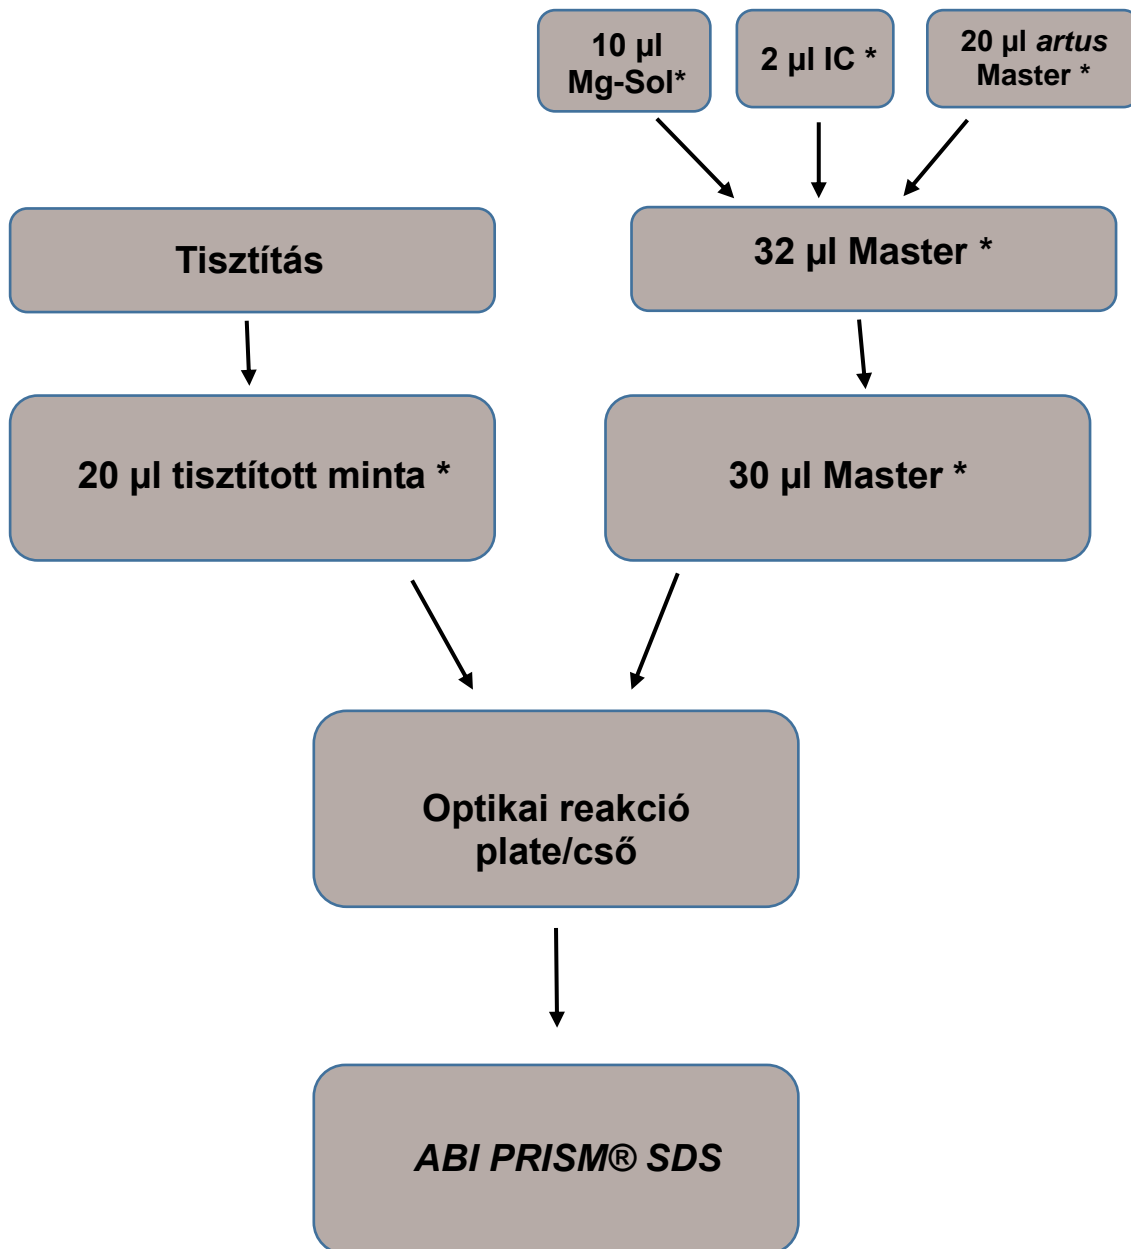 10 µl
Mg-Sol*
2 µl IC *
20 µl artus
Master *
Tisztítás
32 µl Master *
20 µl tisztított minta *
30 µl Master *
Optikai reakció
plate/cső
ABI PRISM® SDS